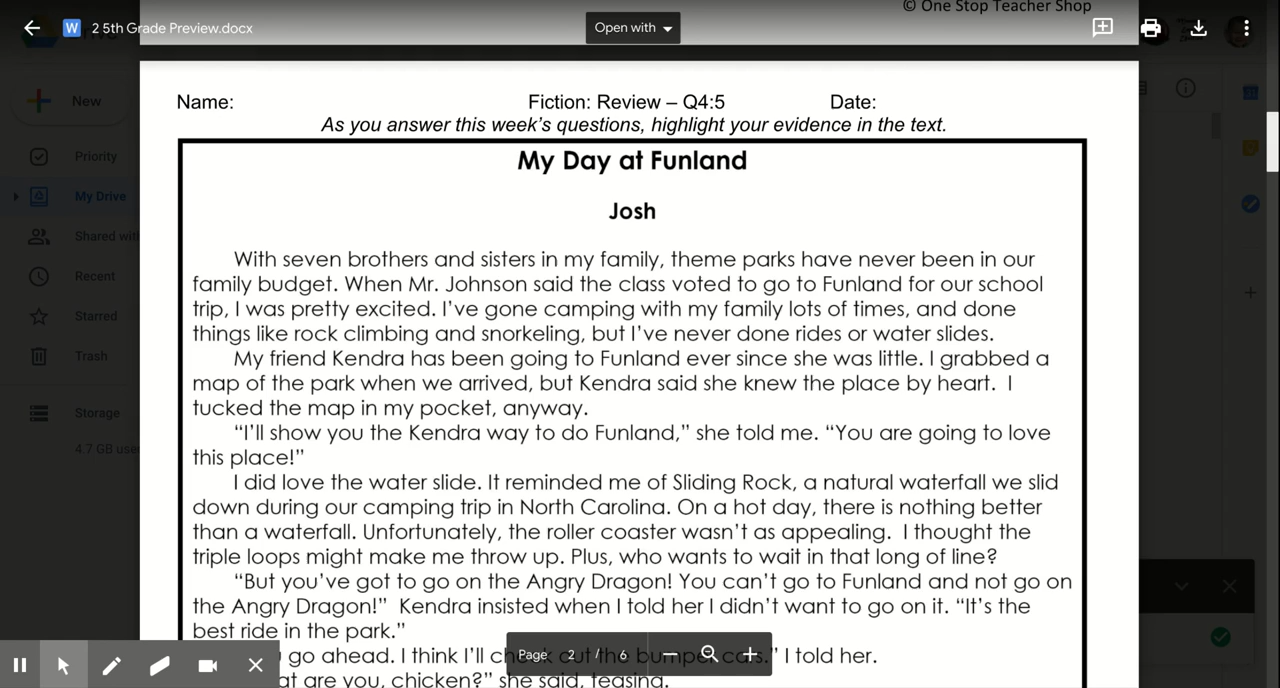 © One Stop Teacher Shop
W 2 5th Grade Preview.docx
Open with
New
Priority
My Drive
Shared with
Recent
Starred
Trash
Storage
4.7 GB used
Name: Fiction: Review – Q4:5 Date:
As you answer this week's questions, highlight your evidence in the text.
My Day at Funland
Josh
With seven brothers and sisters in my family, theme parks have never been in our
family budget. When Mr. Johnson said the class voted to go to Funland for our school
trip, I was pretty excited. I've gone camping with my family lots of times, and done
things like rock climbing and snorkeling, but I've never done rides or water slides.
My friend Kendra has been going to Funland ever since she was little. I grabbed a
map of the park when we arrived, but Kendra said she knew the place by heart. I
tucked the map in my pocket, anyway.
“I'll show you the Kendra way to do Funland,” she told me. “You are going to love
this place!”
I did love the water slide. It reminded me of Sliding Rock, a natural waterfall we slid
down during our camping trip in North Carolina. On a hot day, there is nothing better
than a waterfall. Unfortunately, the roller coaster wasn't as appealing. I thought the
triple loops might make me throw up. Plus, who wants to wait in that long of line?
“But you've got to go on the Angry Dragon! You can't go to Funland and not go on
the Angry Dragon!” Kendra insisted when I told her I didn't want to go on it. “It's the
best ride in the park.”
go ahead. I think I'll check out the bumper cars.” I told her.
at are you, chicken?” she said, teasing.
Page 2 / 6